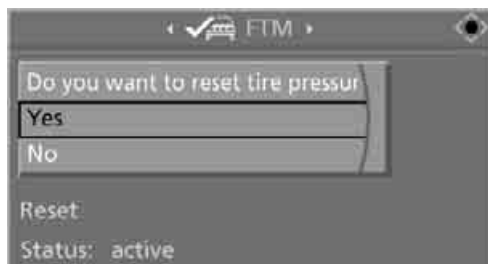 FTM
Do you want to reset tire pressur
Yes
No
Reset
Status: active